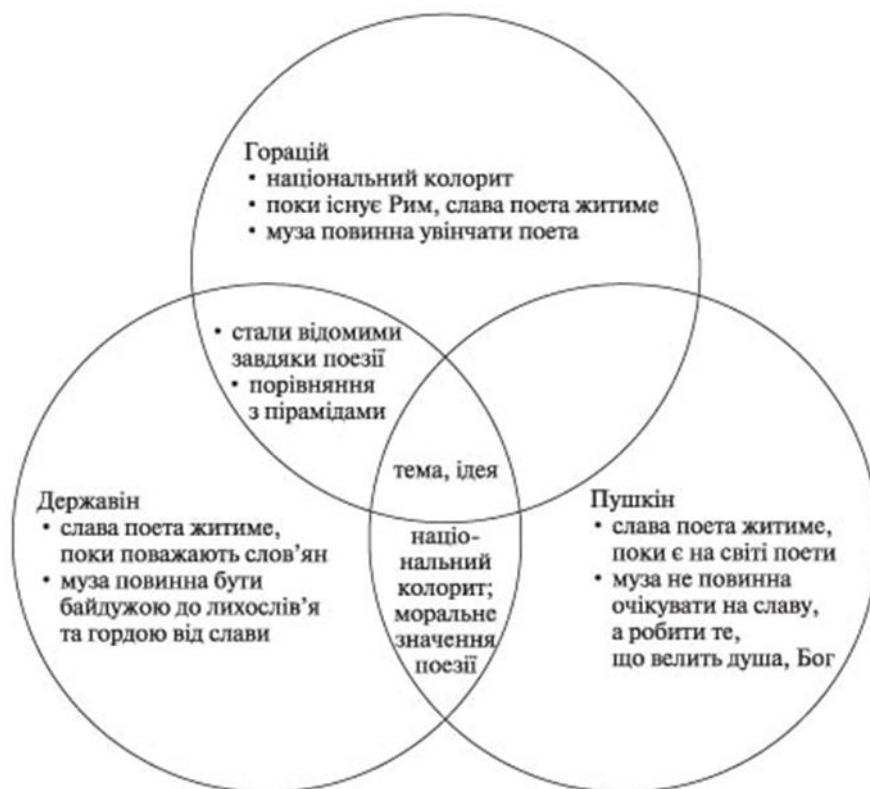 Горацій
• національний колорит
• поки існує Рим, слава поета житиме
• муза повинна увінчати поета
• стали відомими
завдяки поезії
• порівняння
з пірамідами
тема, ідея
Державін
• слава поета житиме,
поки поважають слов’ян
• муза повинна бути
байдужою до лихослів’я
та гордою від слави
націо-
нальний
колорит;
моральне
значення
поезії
Пушкін
• слава поета житиме,
поки є на світі поети
• муза не повинна
очікувати на славу,
а робити те,
що велить душа, Бог